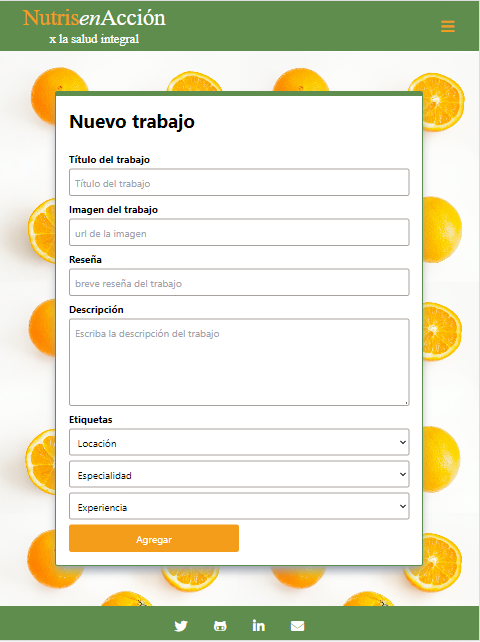 NutrisenAcción
x la salud integral
Nuevo trabajo
Título del trabajo
Título del trabajo
Imagen del trabajo
url de la imagen
Reseña
breve reseña del trabajo
Descripción
Escriba la descripción del trabajo
Etiquetas
Locación
Especialidad
Experiencia
Agregar